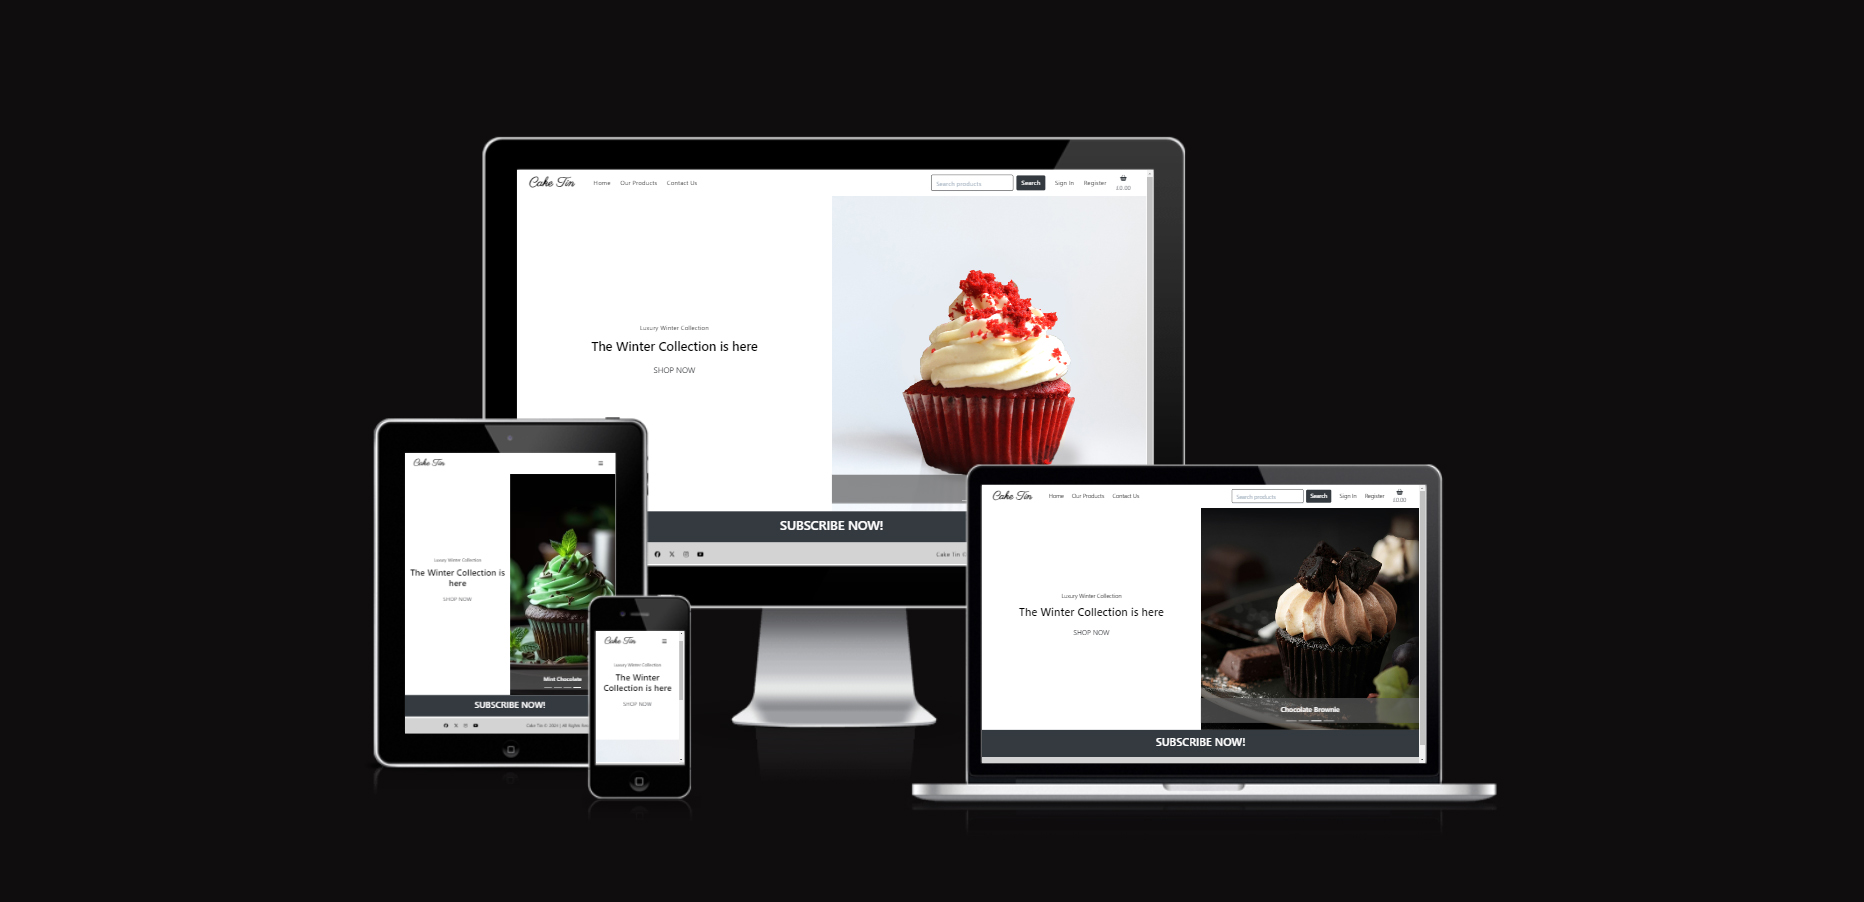 Cake Tin Home Our Products Contact Us Search products Search Sign In Register £0.00
Luxury Winter Collection
The Winter Collection is here
SHOP NOW
SUBSCRIBE NOW!
Cake Tin ©
Cake Tin
Luxury Winter Collection
The Winter Collection is
here
SHOP NOW
Mint Chocolate
SUBSCRIBE NOW!
Cake Tin © 2024 | All Rights
Cake Tin
Luxury Winter Collection
The Winter
Collection is here
SHOP NOW
Cake Tin Home Our Products Contact Us Search products Search Sign In Register £0.00
Luxury Winter Collection
The Winter Collection is here
SHOP NOW
Chocolate Brownie
SUBSCRIBE NOW!